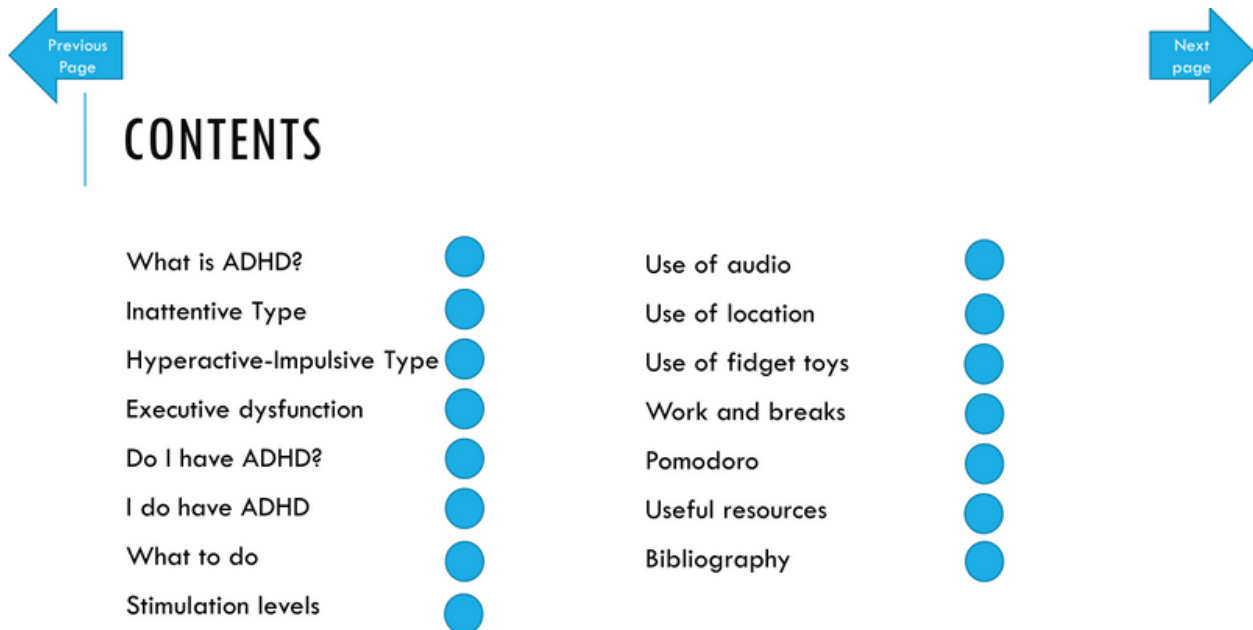 Previous
Page
Next
page
CONTENTS
What is ADHD?
Inattentive Type
Hyperactive-Impulsive Type
Executive dysfunction
Do I have ADHD?
I do have ADHD
What to do
Stimulation levels
Use of audio
Use of location
Use of fidget toys
Work and breaks
Pomodoro
Useful resources
Bibliography